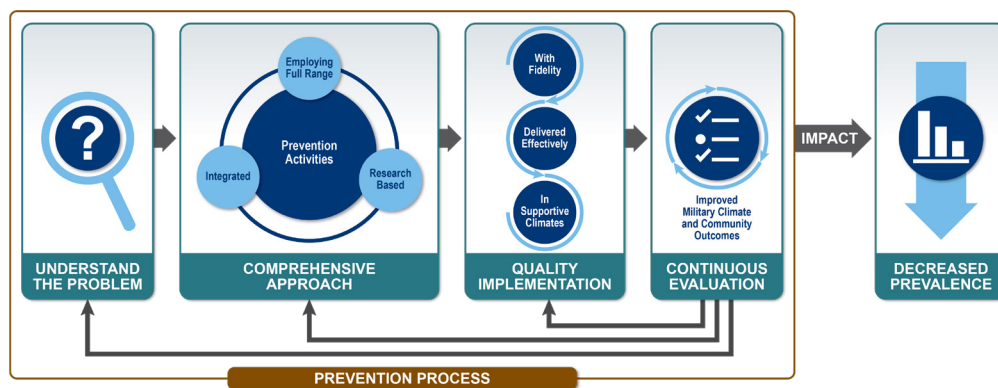 ?
Employing
Full Range
Prevention
Activities
Integrated
Research
Based
With
Fidelity
Delivered
Effectively
In
Supportive
Climates
Improved
Military Climate
and Community
Outcomes
IMPACT
UNDERSTAND
THE PROBLEM
COMPREHENSIVE
APPROACH
QUALITY
IMPLEMENTATION
CONTINUOUS
EVALUATION
DECREASED
PREVALENCE
PREVENTION PROCESS